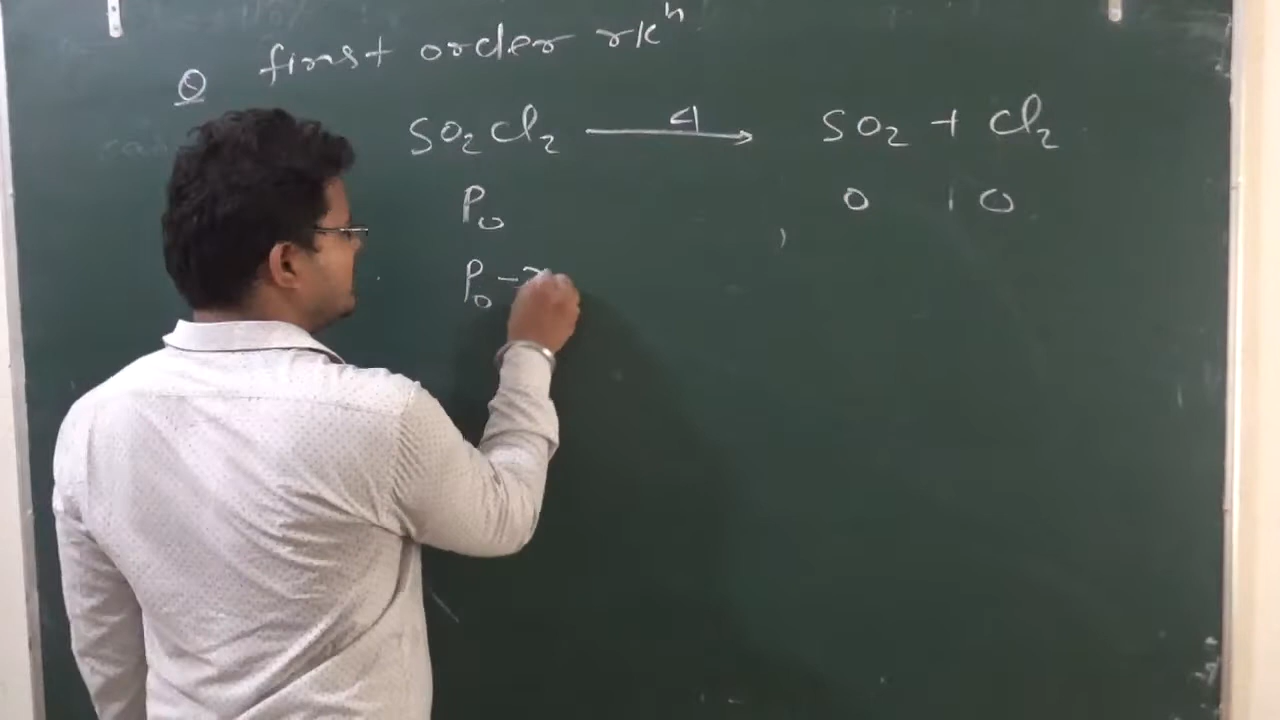 Q first order rxn
SO2Cl2 Δ→ SO2 + Cl2
P0 0 0
P0 - x